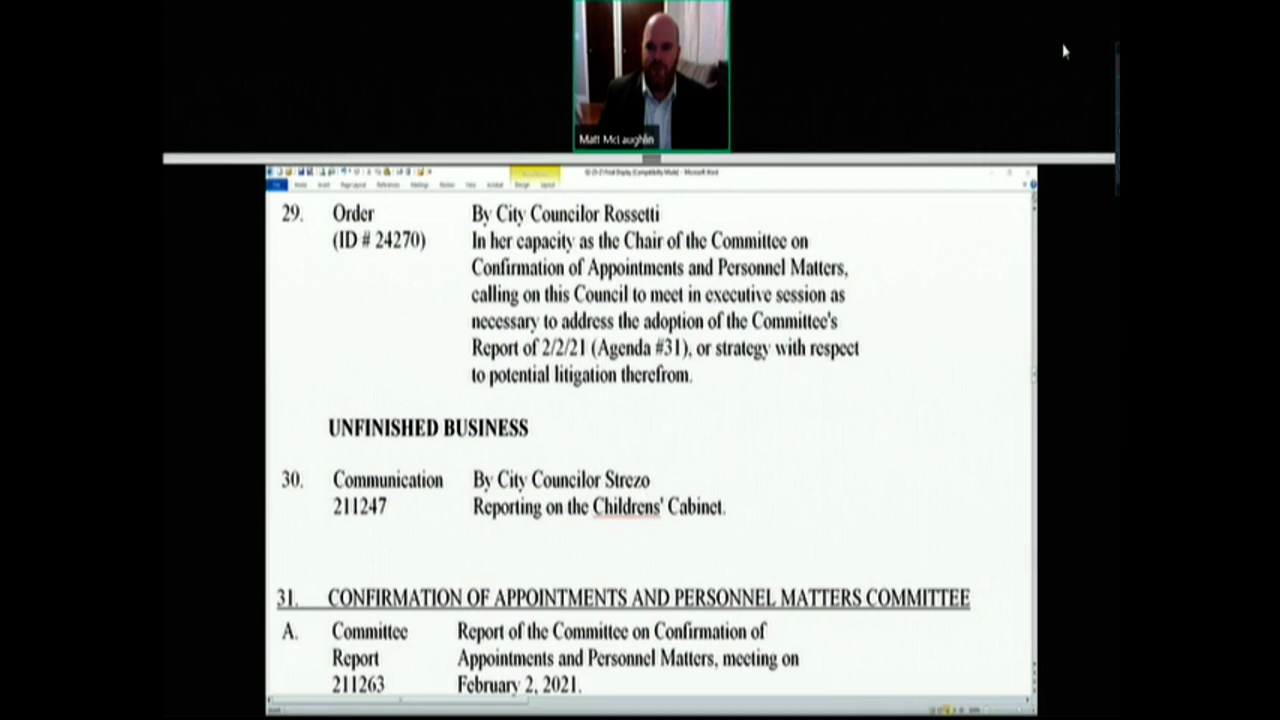 Matt McLaughlin
29. Order By City Councilor Rossetti
(ID # 24270) In her capacity as the Chair of the Committee on
Confirmation of Appointments and Personnel Matters,
calling on this Council to meet in executive session as
necessary to address the adoption of the Committee's
Report of 2/2/21 (Agenda #31), or strategy with respect
to potential litigation therefrom.
UNFINISHED BUSINESS
30. Communication By City Councilor Strezo
211247 Reporting on the Childrens' Cabinet.
31. CONFIRMATION OF APPOINTMENTS AND PERSONNEL MATTERS COMMITTEE
A. Committee Report of the Committee on Confirmation of
Report Appointments and Personnel Matters, meeting on
211263 February 2, 2021.